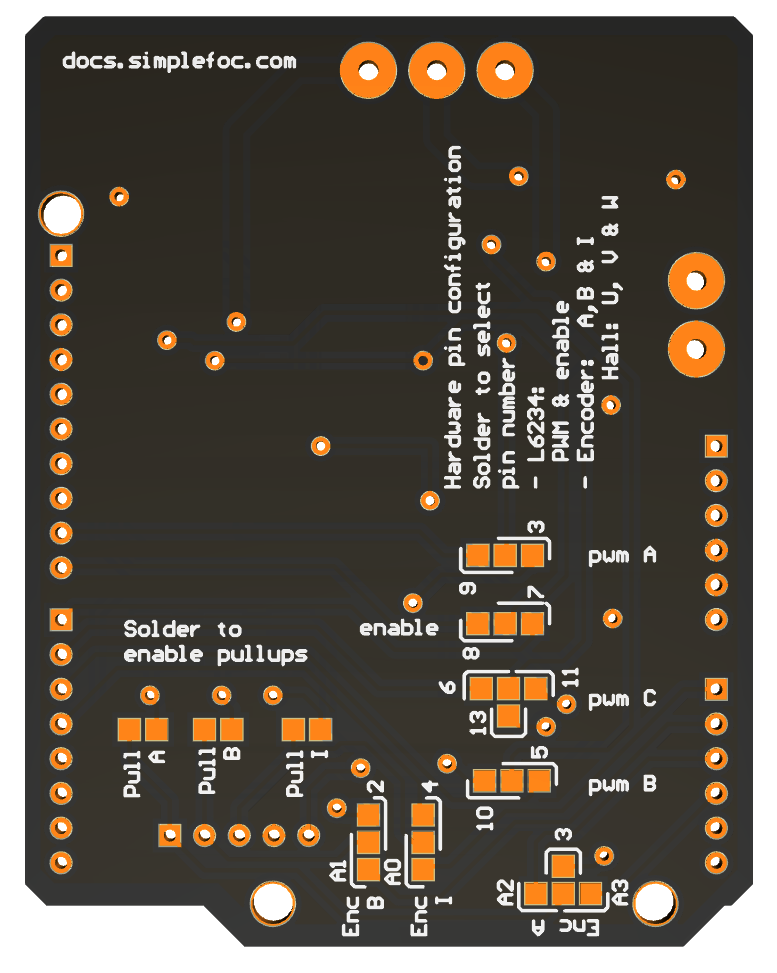 docs.simplefoc.com
Hardware pin configuration
Solder to select
pin number
- L6234:
PWM & enable
- Encoder: A,B & I
Hall: U, V & W
3
pwm A
9
7
enable
8
6
11
pwm C
13
5
pwm B
10
Solder to
enable pullups
Pull A
Pull B
Pull I
2
A1
Enc B
4
A0
Enc I
3
A2
A3
Enc A